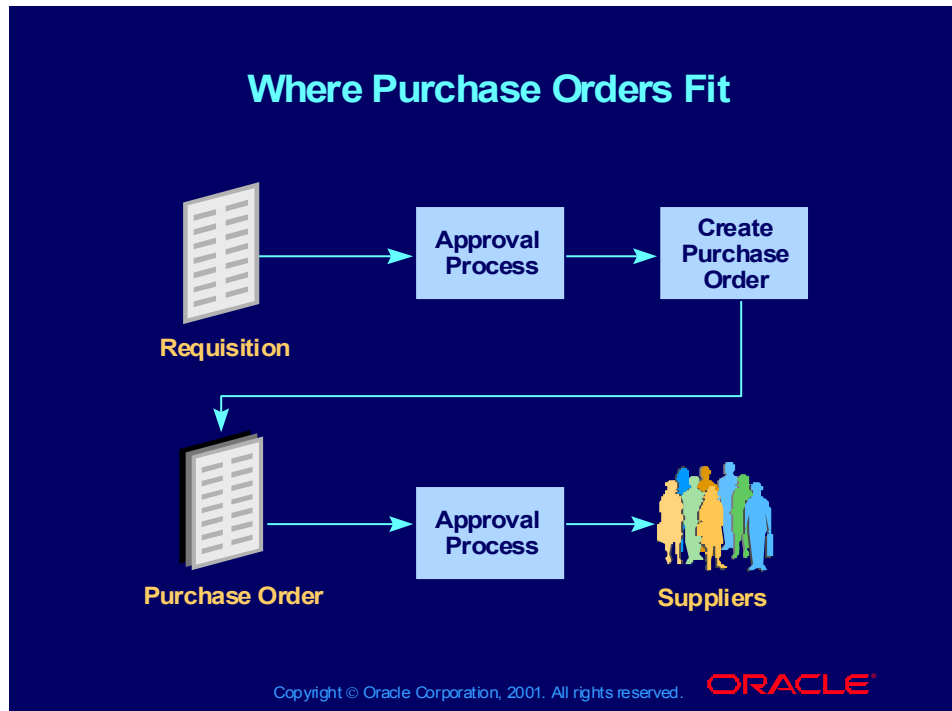 Where Purchase Orders Fit
Approval
Process
Create
Purchase
Order
Requisition
Approval
Process
Purchase Order
Suppliers
Copyright © Oracle Corporation, 2001. All rights reserved.
ORACLE®